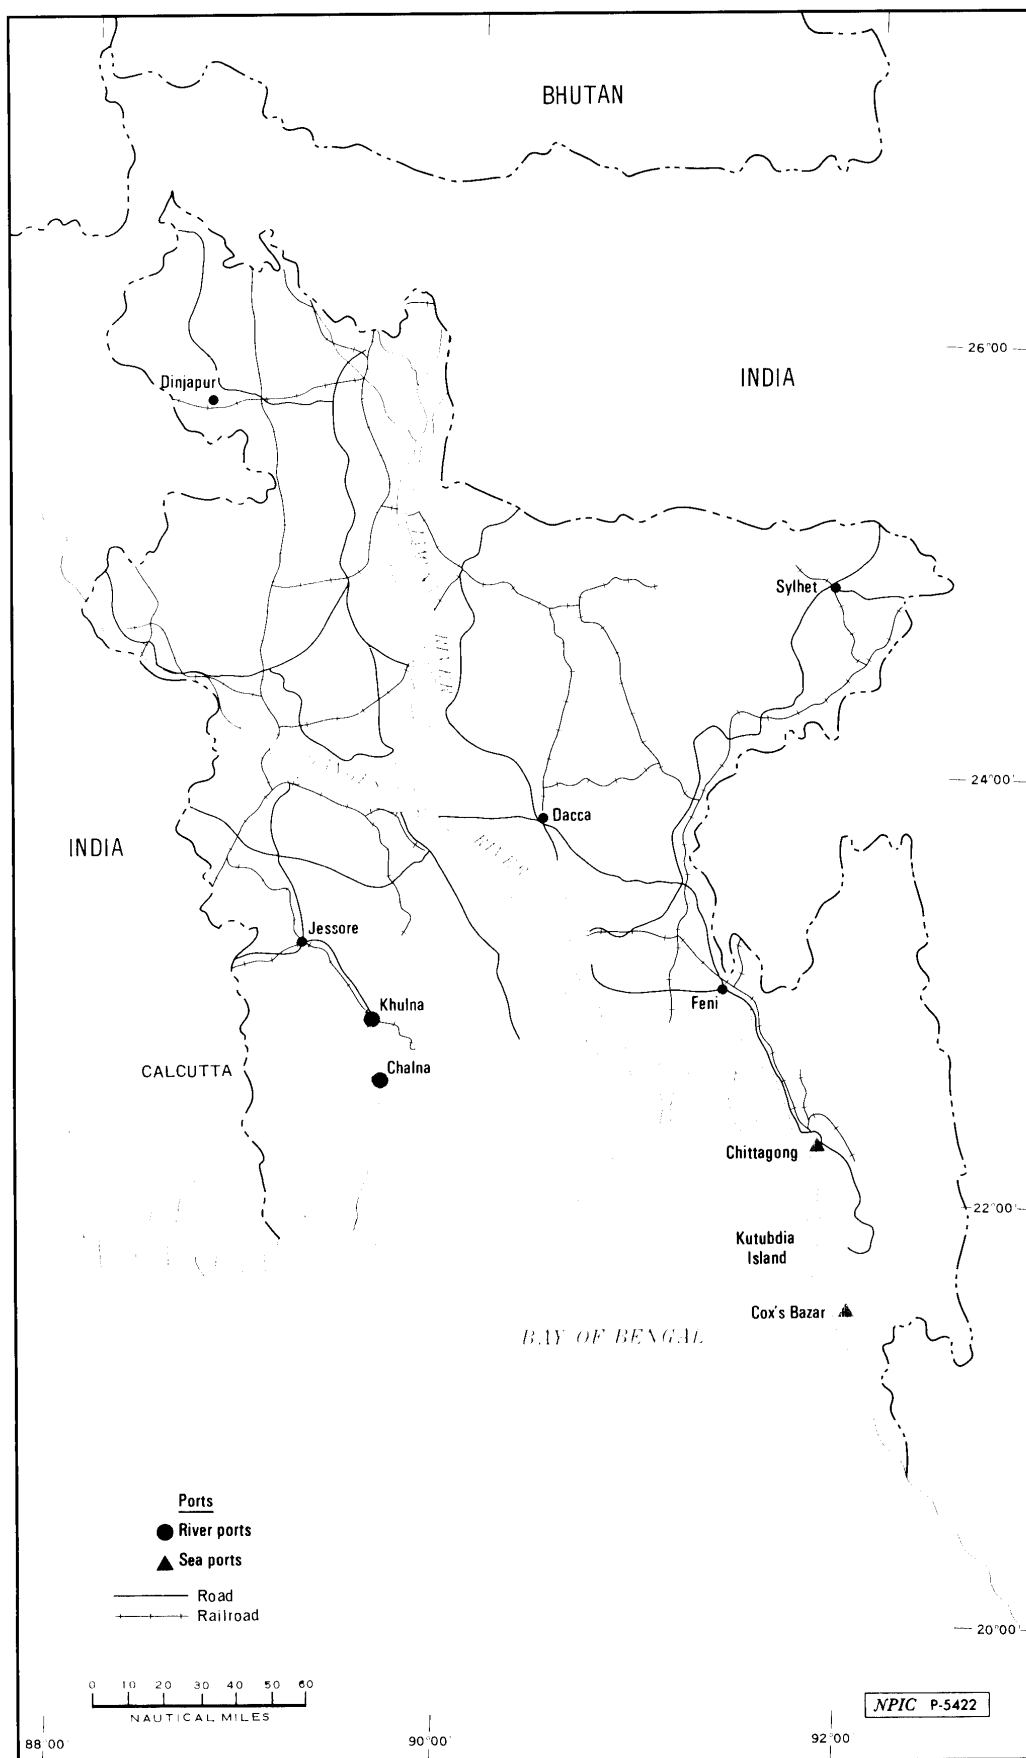 BHUTAN
26°00'
INDIA
Dinjapur
Sylhet
RIVER
24°00'
Dacca
INDIA
RIVER
Jessore
Feni
Khulna
Chalna
CALCUTTA
Chittagong
22°00'
Kutubdia
Island
Cox's Bazar
BAY OF BENGAL
Ports
River ports
Sea ports
Road
Railroad
20°00'
0 10 20 30 40 50 60
NAUTICAL MILES
NPIC P-5422
88°00'
90°00'
92°00'